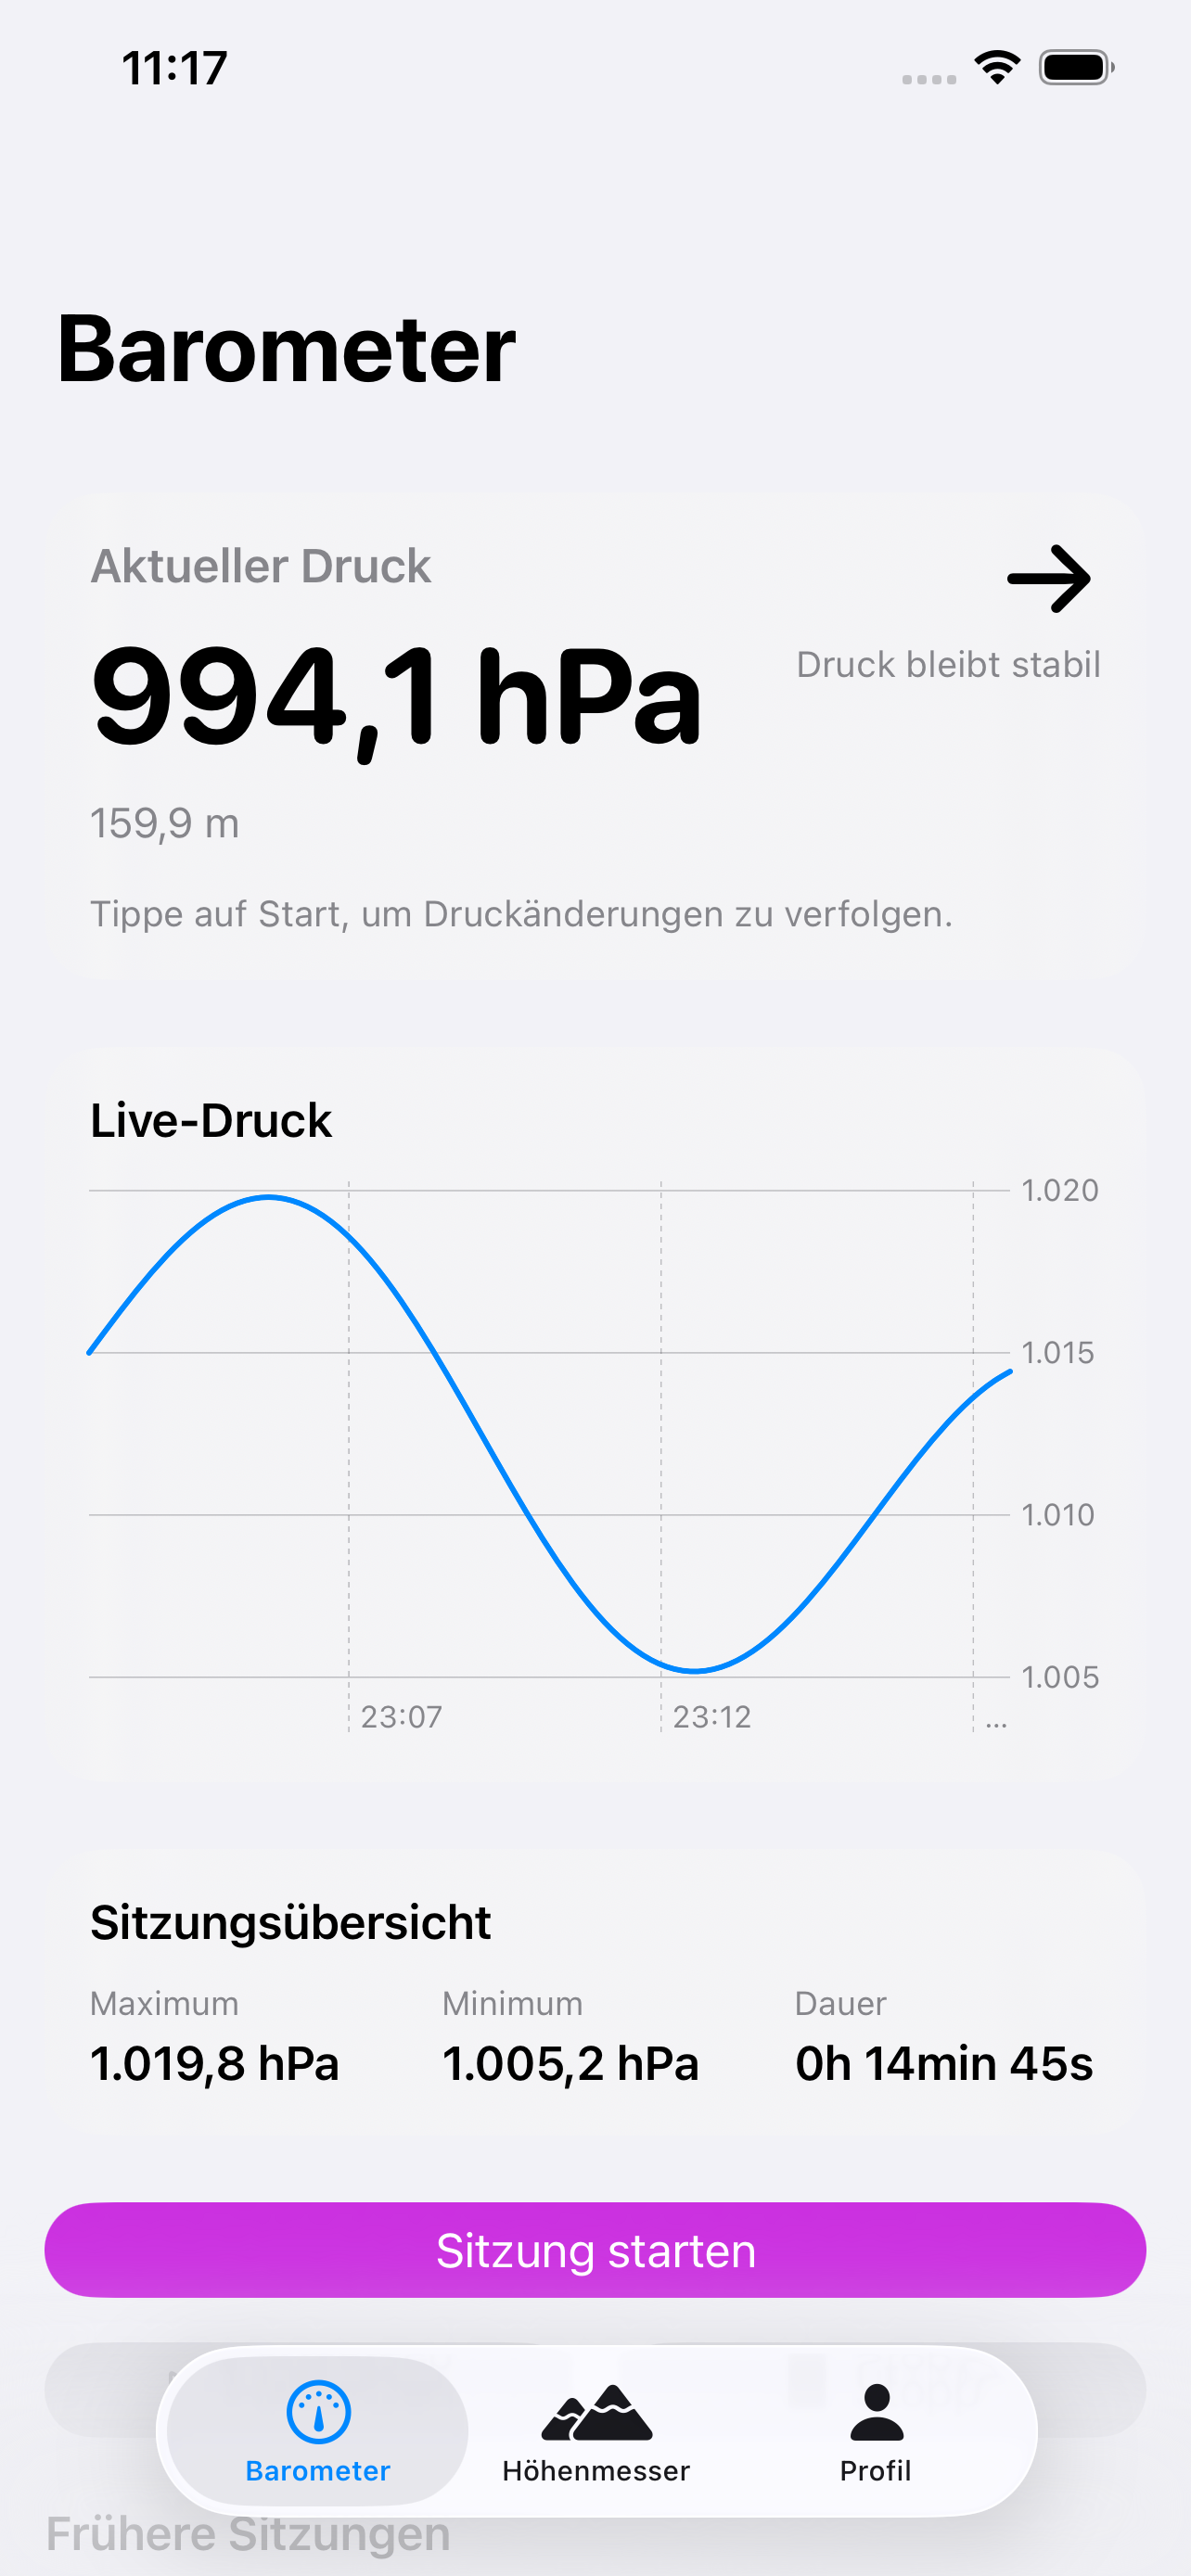 11:17
Barometer
Aktueller Druck
994,1 hPa
Druck bleibt stabil
159,9 m
Tippe auf Start, um Druckänderungen zu verfolgen.
Live-Druck
1.020
1.015
1.010
1.005
23:07
23:12
...
Sitzungsübersicht
Maximum
Minimum
Dauer
1.019,8 hPa
1.005,2 hPa
0h 14min 45s
Sitzung starten
Barometer
Höhenmesser
Profil
Frühere Sitzungen